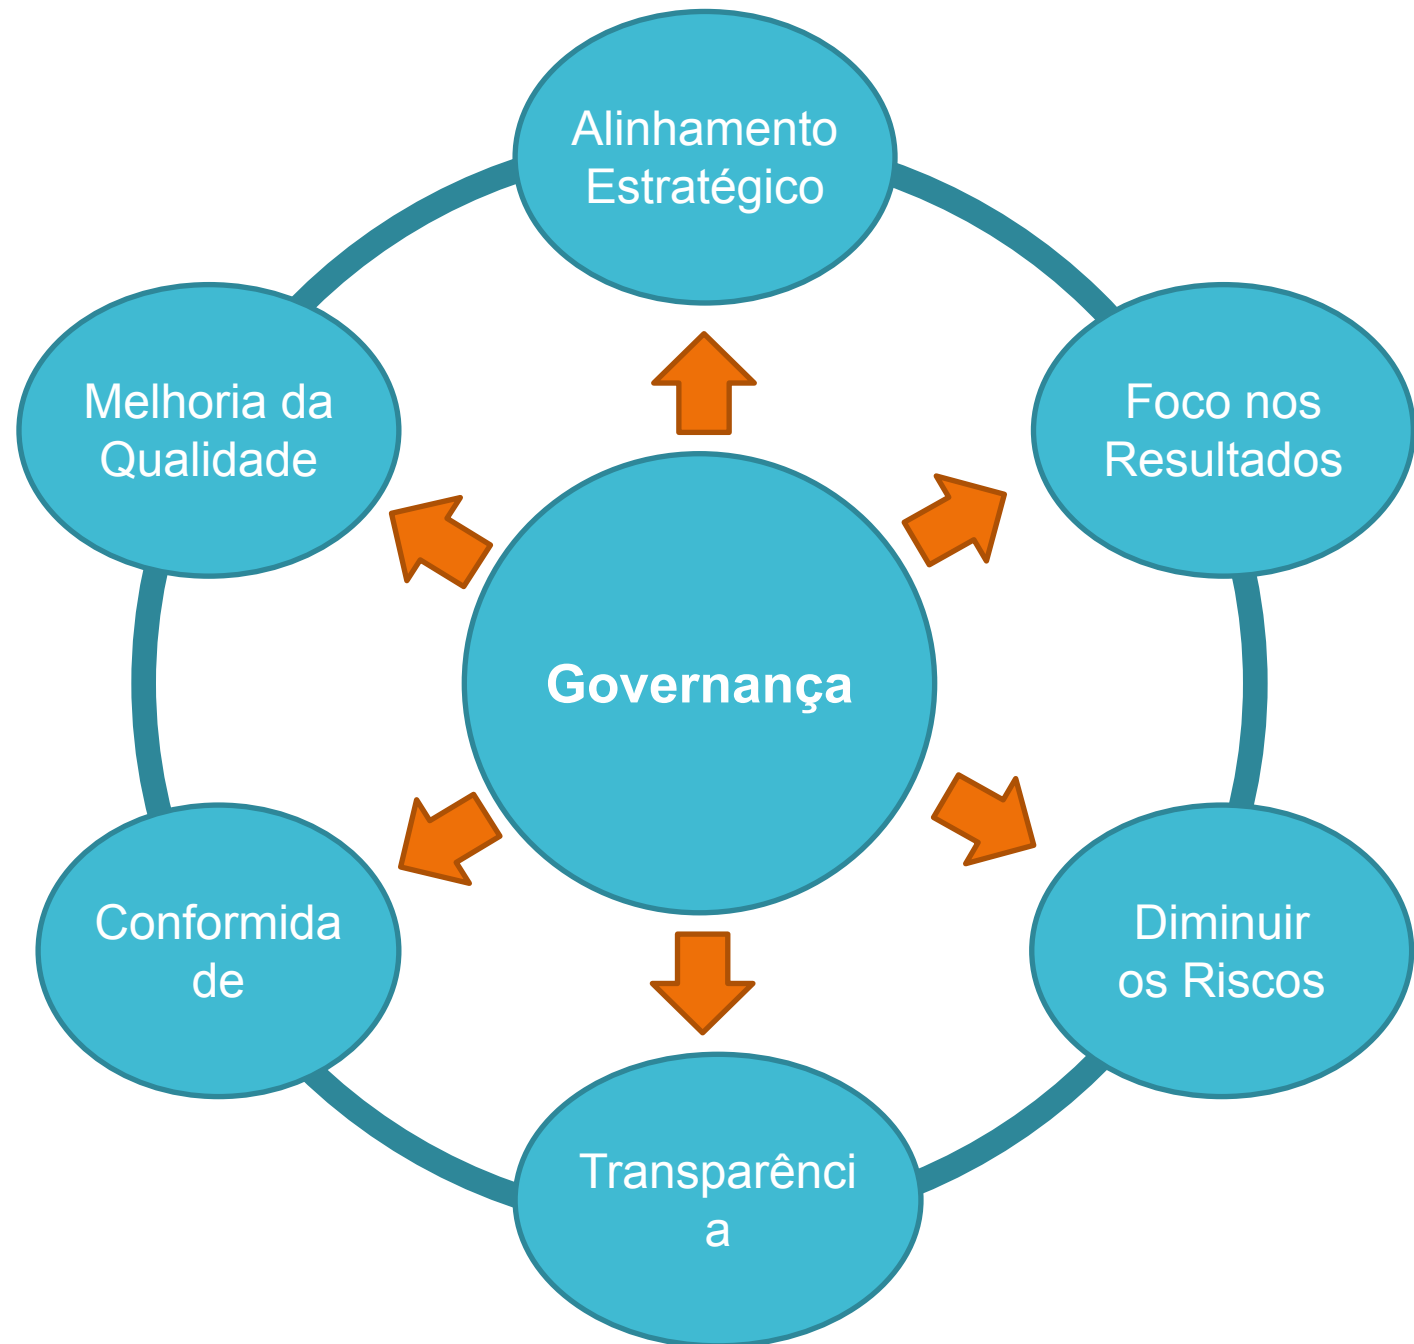 Alinhamento
Estratégico
Foco nos
Resultados
Diminuir
os Riscos
Transparênci
a
Conformida
de
Melhoria da
Qualidade
Governança